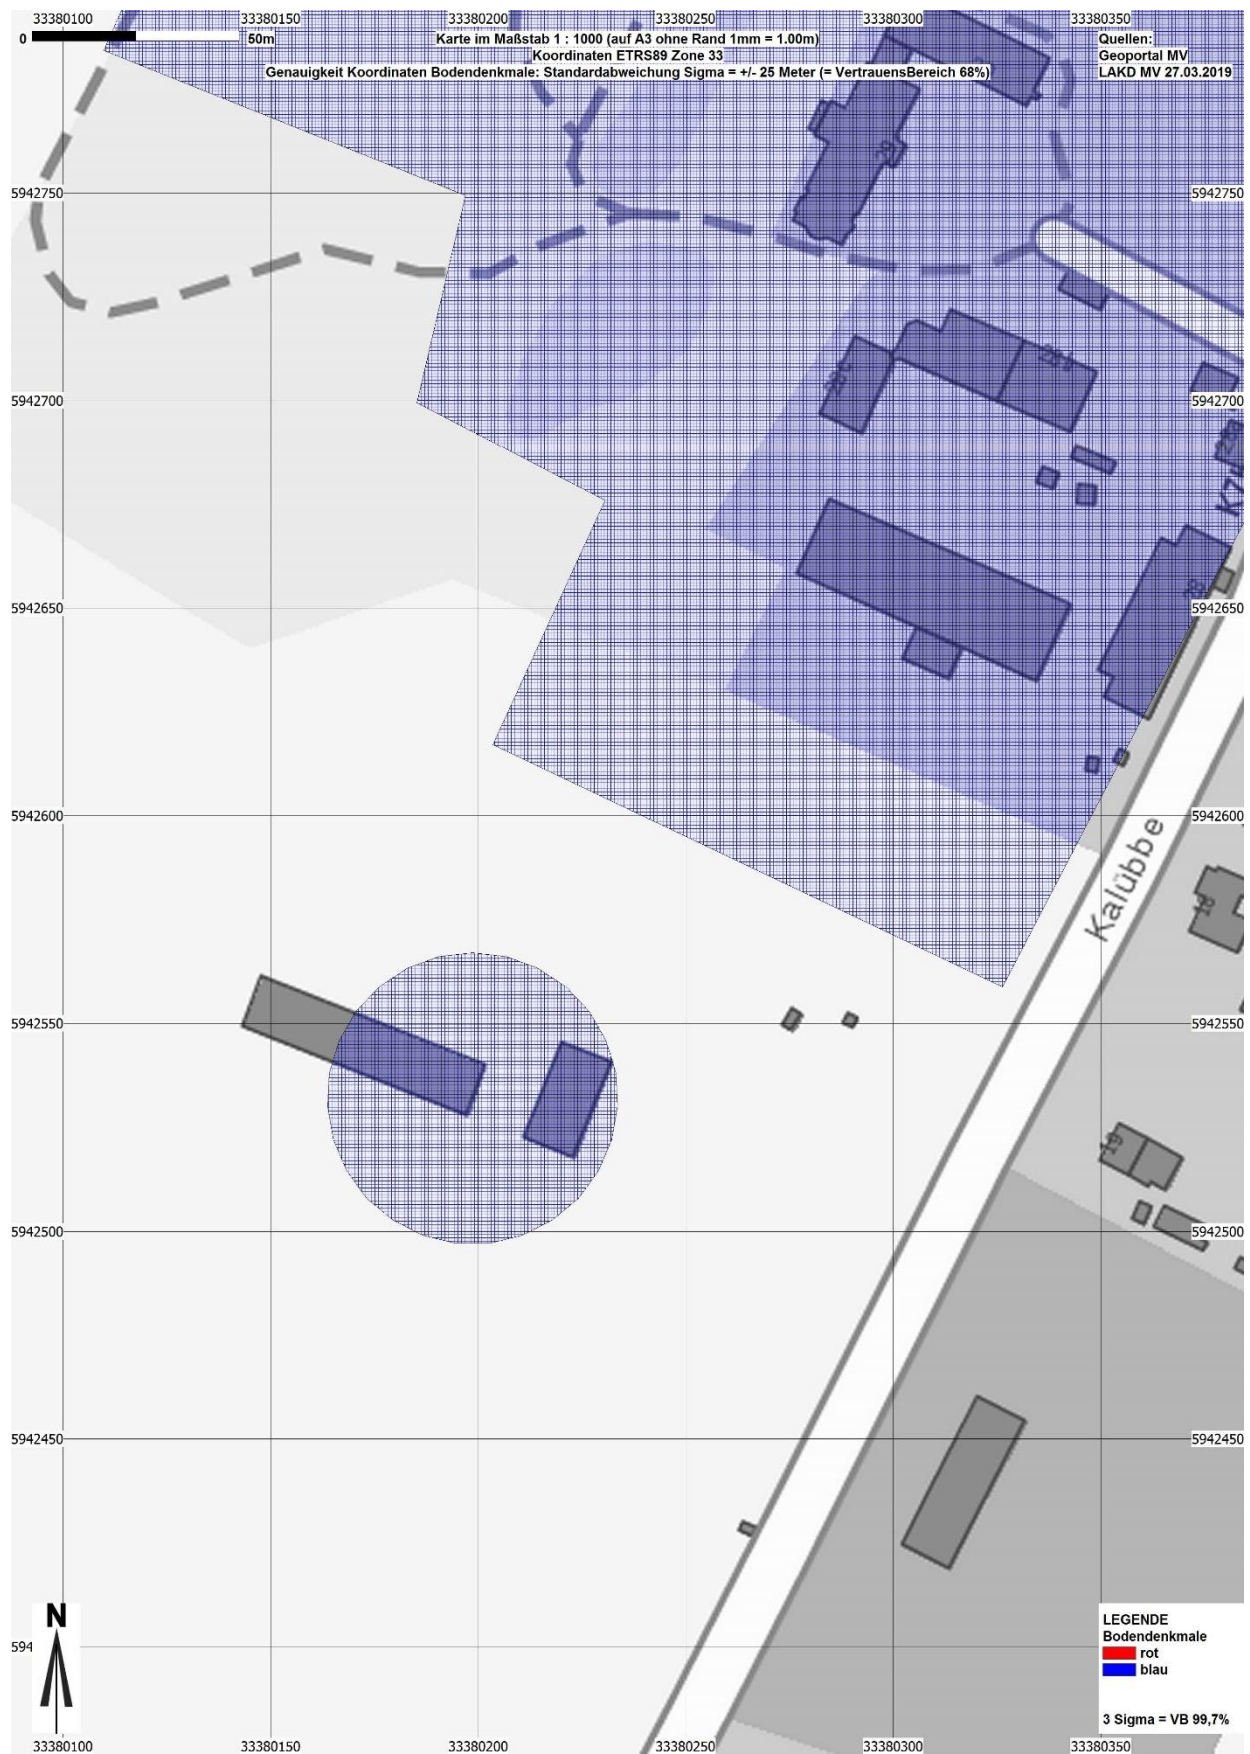 33380100 33380150 33380200 33380250 33380300 33380350
0 50m
Karte im Maßstab 1 : 1000 (auf A3 ohne Rand 1mm = 1.00m)
Koordinaten ETRS89 Zone 33
Genauigkeit Koordinaten Bodendenkmale: Standardabweichung Sigma = +/- 25 Meter (= VertrauensBereich 68%)
Quellen:
Geoportal MV
LAKD MV 27.03.2019
5942750 5942750
5942700 5942700
5942650 5942650
5942600 5942600
Kalübbe
18
5942550 5942550
19
5942500 5942500
5942450 5942450
N
594
LEGENDE
Bodendenkmale
rot
blau
3 Sigma = VB 99,7%
33380100 33380150 33380200 33380250 33380300 33380350